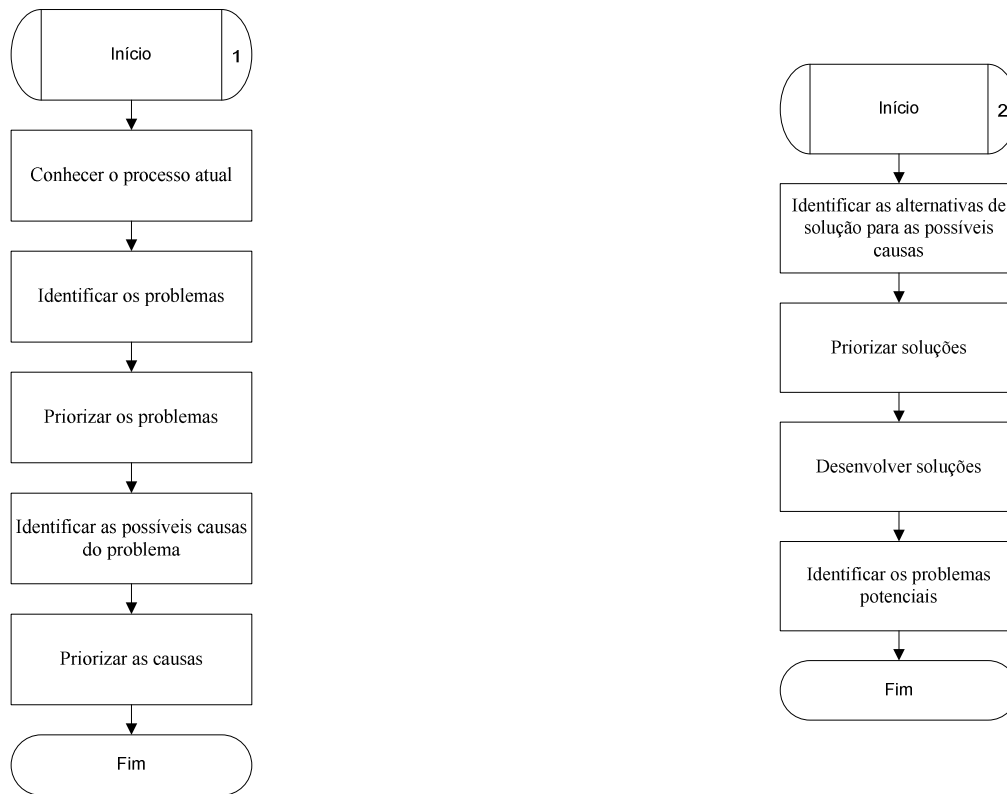 Início
1
Conhecer o processo atual
Identificar os problemas
Priorizar os problemas
Identificar as possíveis causas
do problema
Priorizar as causas
Fim
Início
2
Identificar as alternativas de
solução para as possíveis
causas
Priorizar soluções
Desenvolver soluções
Identificar os problemas
potenciais
Fim